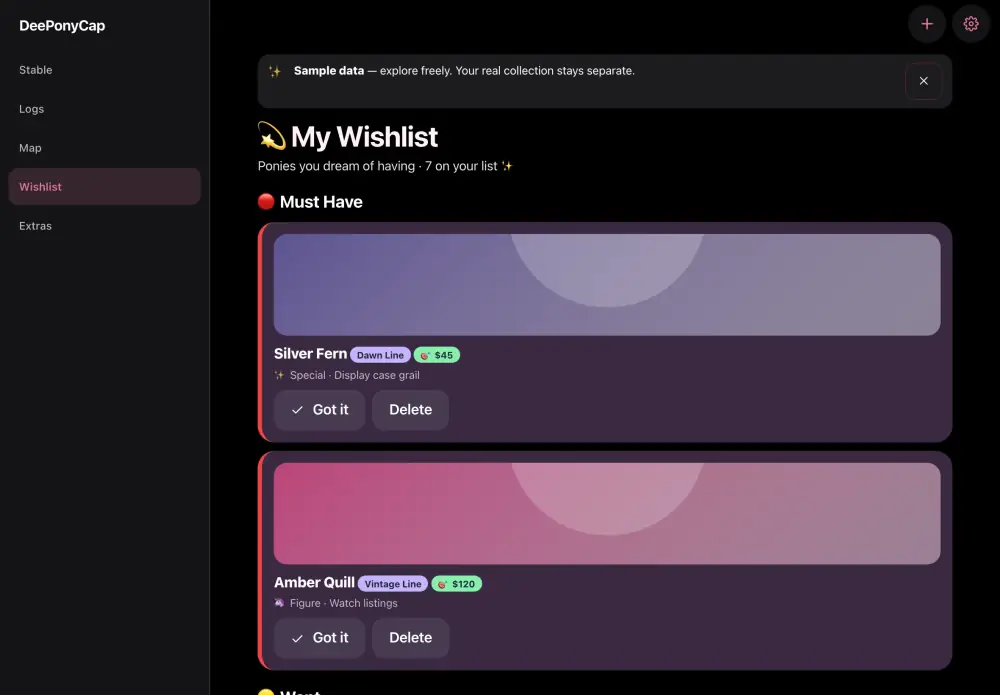 DeePonyCap
Stable
Logs
Map
Wishlist
Extras
Sample data — explore freely. Your real collection stays separate.
My Wishlist
Ponies you dream of having · 7 on your list
Must Have
Silver Fern Dawn Line $45
Special · Display case grail
Got it Delete
Amber Quill Vintage Line $120
Figure · Watch listings
Got it Delete
Want